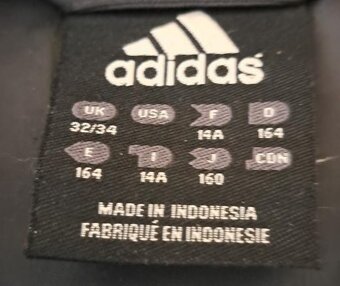 adidas
UK USA F D
32/34 14A 164
E I J CDN
164 14A 160
MADE IN INDONESIA
FABRIQUÉ EN INDONESIE